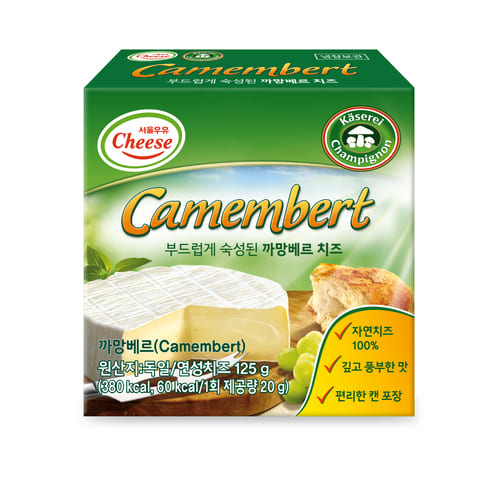 Camembert
부드럽게 숙성된 까망베르 치즈
냉장보관
서울우유
Cheese
Käserei
Champignon
Camembert
부드럽게 숙성된 까망베르 치즈
까망베르(Camembert)
원산지:독일/연성치즈 125 g
(380 kcal, 60 kcal/1회 제공량 20 g)
✓ 자연치즈
100%
✓ 깊고 풍부한 맛
✓ 편리한 캔 포장